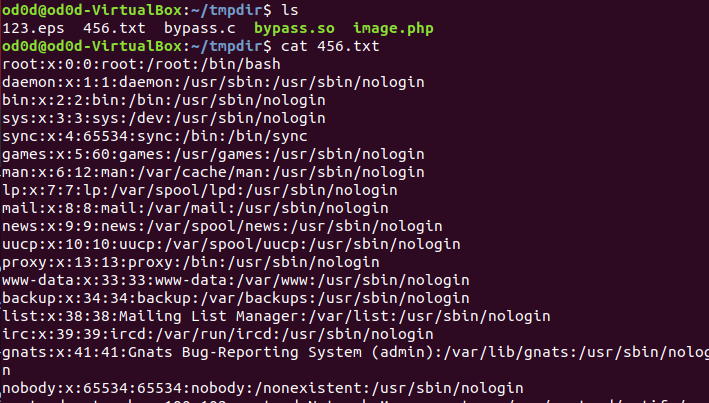 od0d@od0d-VirtualBox:~/tmpdir$ ls
123.eps 456.txt bypass.c bypass.so image.php
od0d@od0d-VirtualBox:~/tmpdir$ cat 456.txt
root:x:0:0:root:/root:/bin/bash
daemon:x:1:1:daemon:/usr/sbin:/usr/sbin/nologin
bin:x:2:2:bin:/bin:/usr/sbin/nologin
sys:x:3:3:sys:/dev:/usr/sbin/nologin
sync:x:4:65534:sync:/bin:/bin/sync
games:x:5:60:games:/usr/games:/usr/sbin/nologin
man:x:6:12:man:/var/cache/man:/usr/sbin/nologin
lp:x:7:7:lp:/var/spool/lpd:/usr/sbin/nologin
mail:x:8:8:mail:/var/mail:/usr/sbin/nologin
news:x:9:9:news:/var/spool/news:/usr/sbin/nologin
uucp:x:10:10:uucp:/var/spool/uucp:/usr/sbin/nologin
proxy:x:13:13:proxy:/bin:/usr/sbin/nologin
www-data:x:33:33:www-data:/var/www:/usr/sbin/nologin
backup:x:34:34:backup:/var/backups:/usr/sbin/nologin
list:x:38:38:Mailing List Manager:/var/list:/usr/sbin/nologin
irc:x:39:39:ircd:/var/run/ircd:/usr/sbin/nologin
gnats:x:41:41:Gnats Bug-Reporting System (admin):/var/lib/gnats:/usr/sbin/nolog
n
nobody:x:65534:65534:nobody:/nonexistent:/usr/sbin/nologin